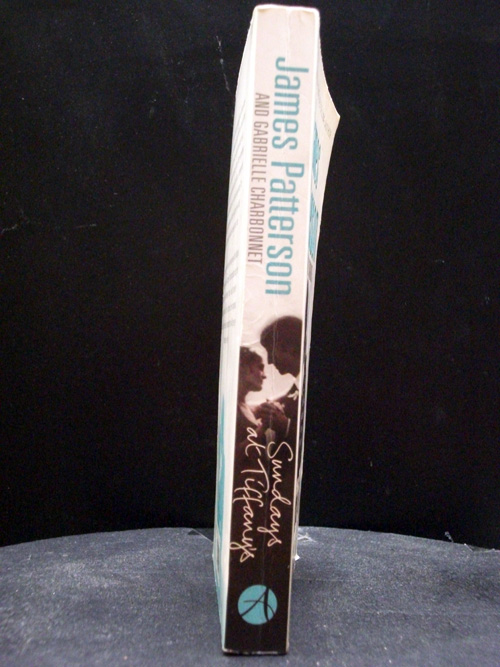 James Patterson
AND GABRIELLE CHARBONNET
Sundays
at Tiffany's